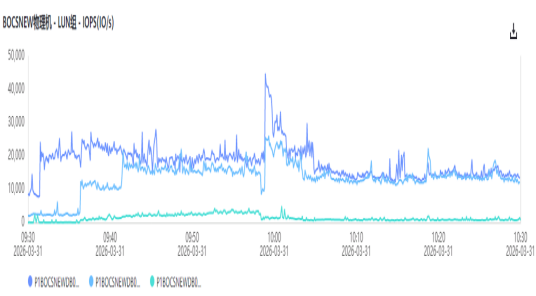 BOCSNEW物理机 - LUN组 - IOPS(IO/s)
50,000
40,000
30,000
20,000
10,000
0
09:30 09:40 09:50 10:00 10:10 10:20 10:30
2026-03-31 2026-03-31 2026-03-31 2026-03-31 2026-03-31 2026-03-31 2026-03-31
P1BOCSNEWDB0... P1BOCSNEWDB0... P1BOCSNEWDB0...